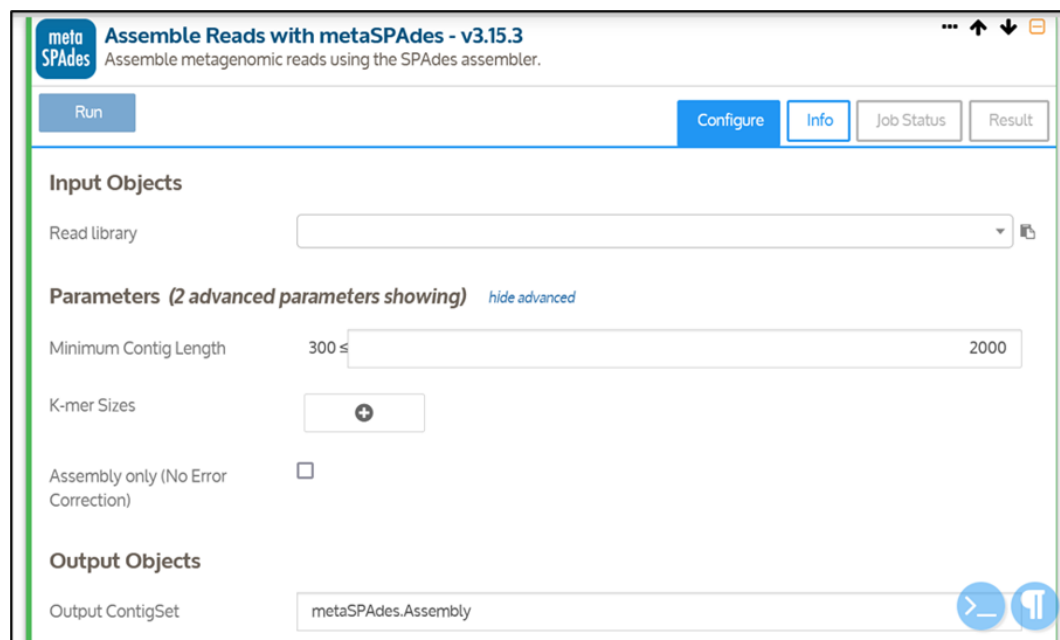 meta
SPAdes
Assemble Reads with metaSPAdes - v3.15.3
Assemble metagenomic reads using the SPAdes assembler.
Run
Configure
Info
Job Status
Result
Input Objects
Read library
Parameters (2 advanced parameters showing) hide advanced
Minimum Contig Length 300 ≤ 2000
K-mer Sizes
Assembly only (No Error
Correction)
Output Objects
Output ContigSet metaSPAdes.Assembly